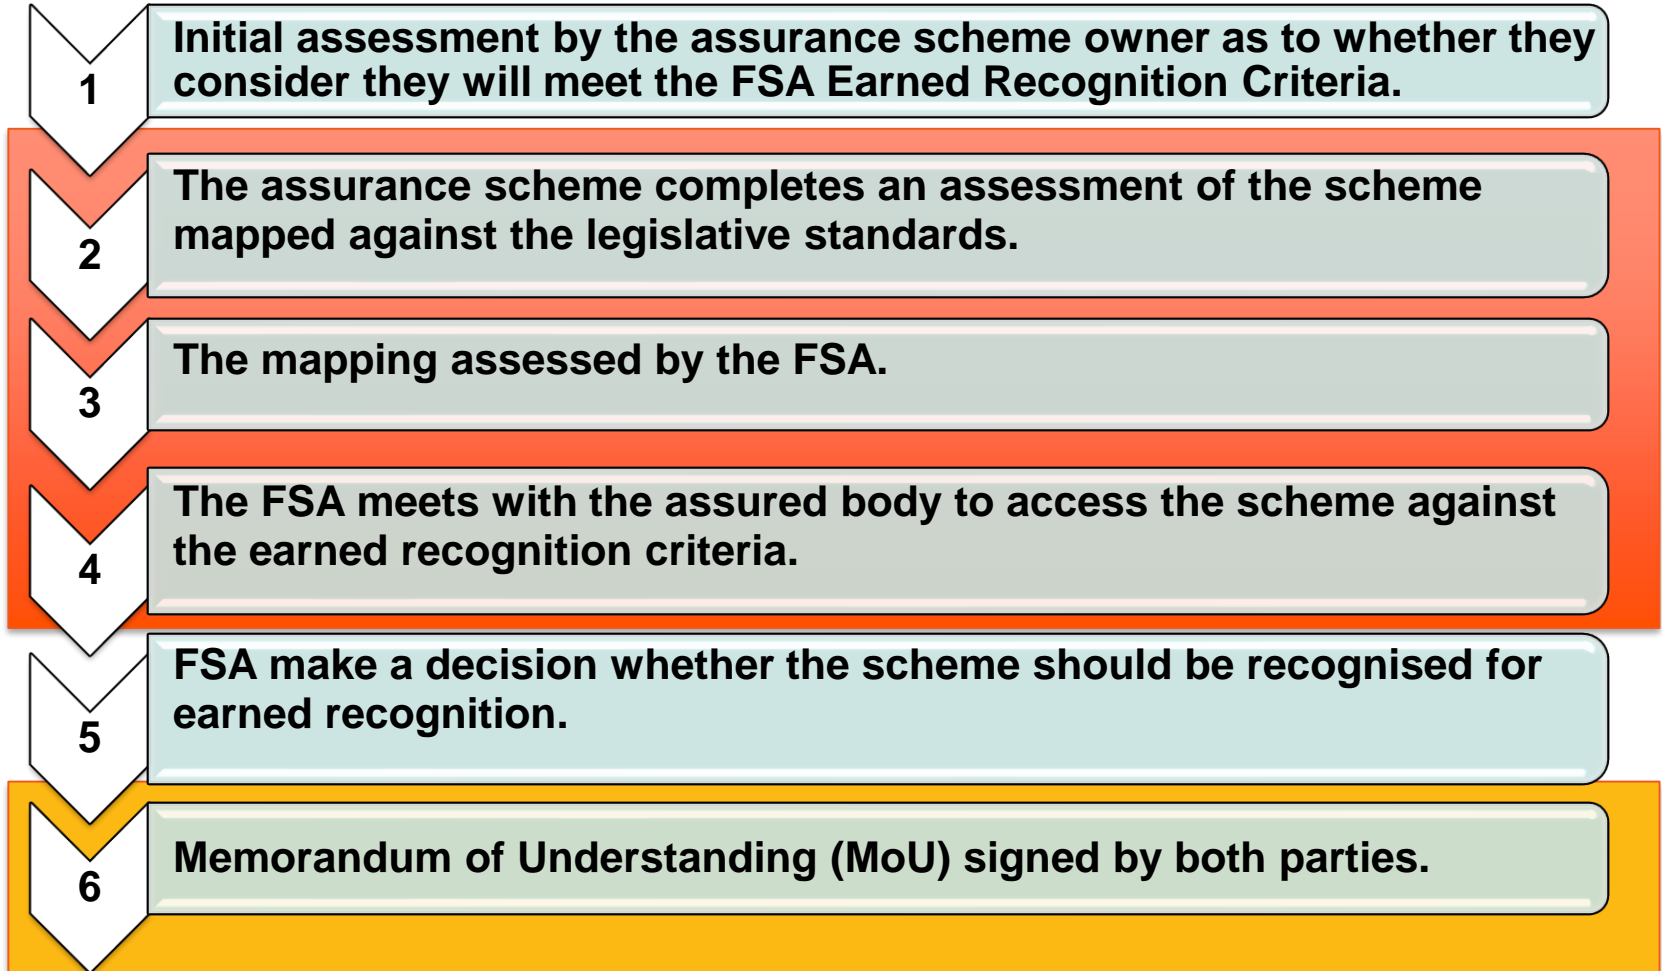 1
Initial assessment by the assurance scheme owner as to whether they
consider they will meet the FSA Earned Recognition Criteria.
2
The assurance scheme completes an assessment of the scheme
mapped against the legislative standards.
3
The mapping assessed by the FSA.
4
The FSA meets with the assured body to access the scheme against
the earned recognition criteria.
5
FSA make a decision whether the scheme should be recognised for
earned recognition.
6
Memorandum of Understanding (MoU) signed by both parties.